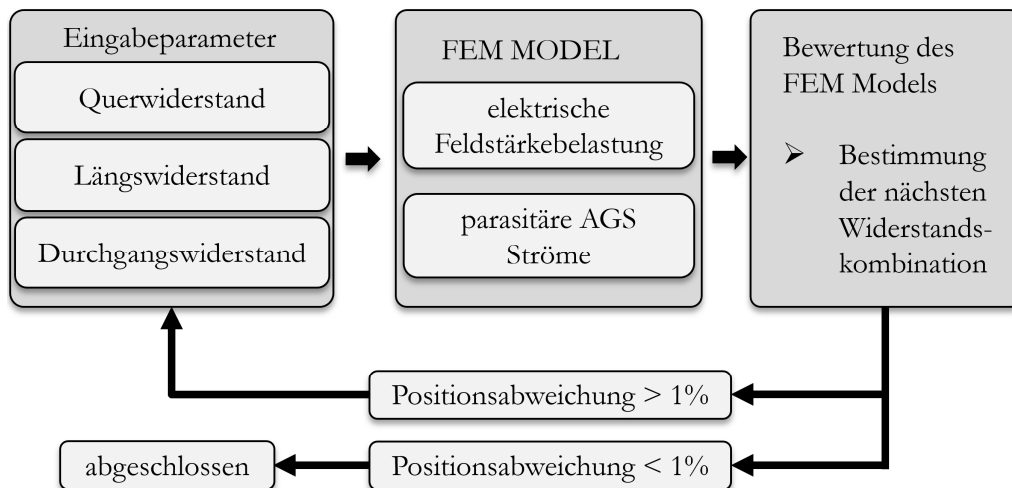 Eingabeparameter
Querwiderstand
Längswiderstand
Durchgangswiderstand
FEM MODEL
elektrische
Feldstärkebelastung
parasitäre AGS
Ströme
Bewertung des
FEM Models
➢ Bestimmung
der nächsten
Widerstands-
kombination
Positionsabweichung > 1%
abgeschlossen
Positionsabweichung < 1%